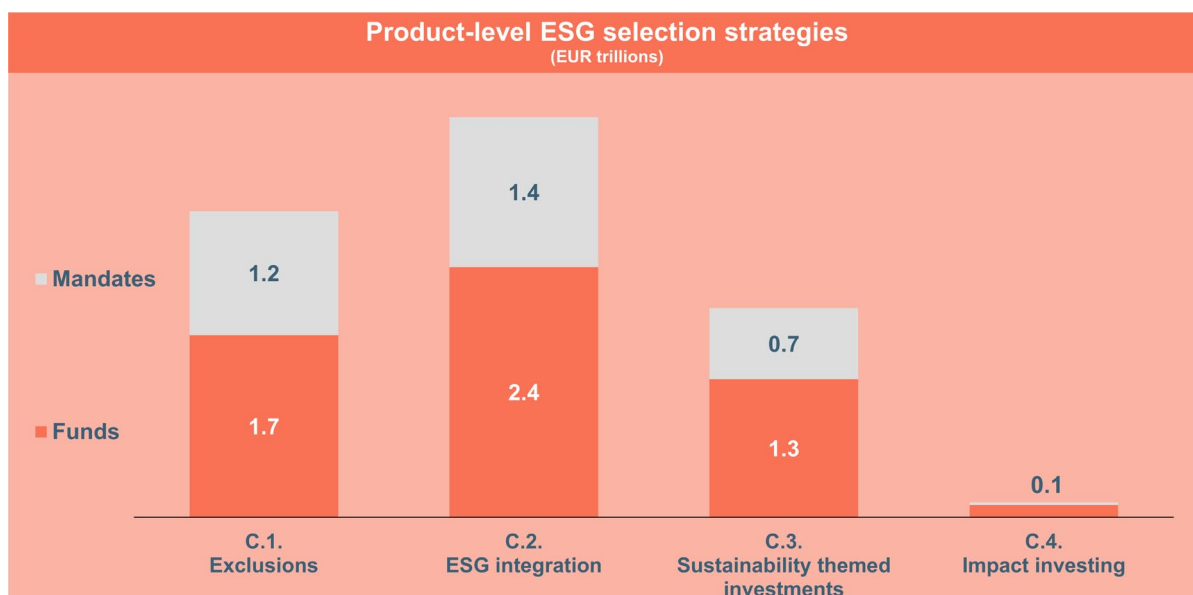 Product-level ESG selection strategies
(EUR trillions)
Mandates
Funds
1.2
1.7
1.4
2.4
0.7
1.3
0.1
C.1.
Exclusions
C.2.
ESG integration
C.3.
Sustainability themed
investments
C.4.
Impact investing